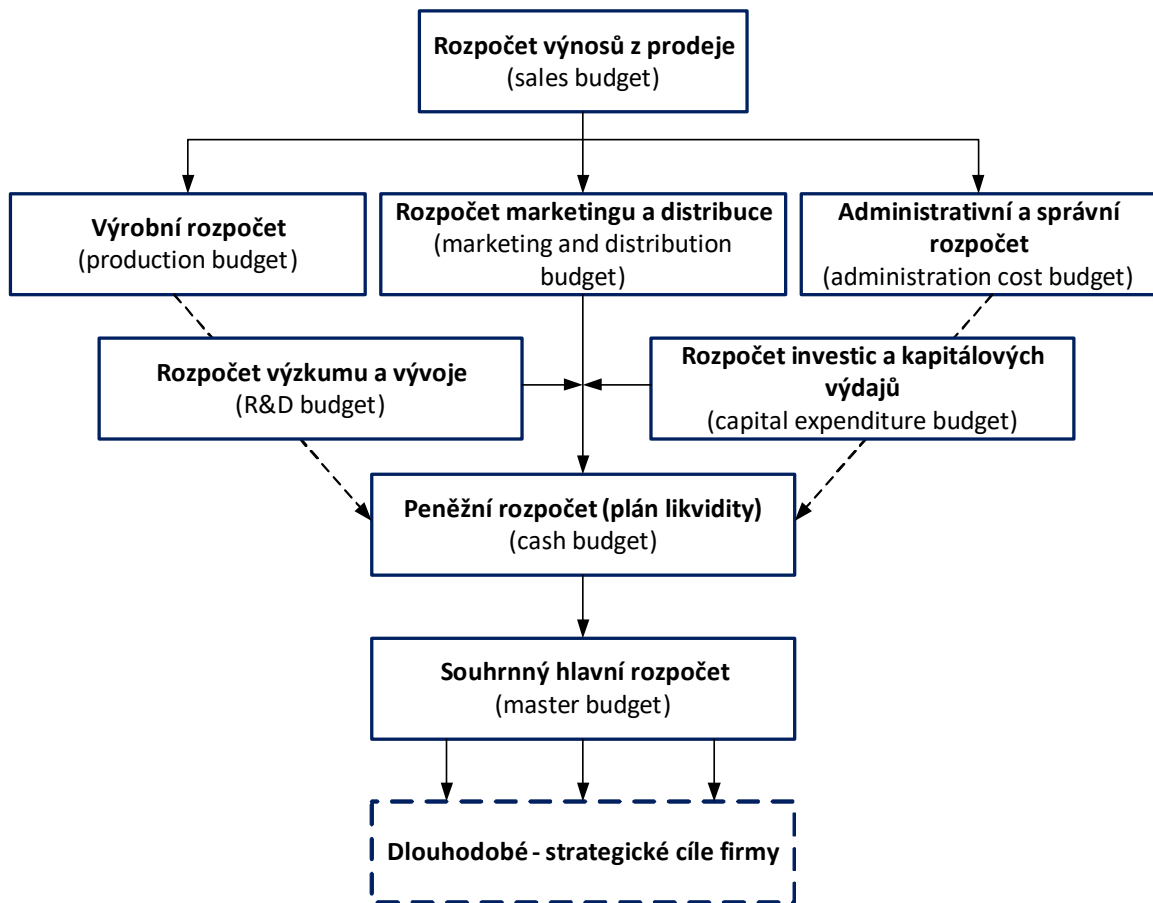 Rozpočet výnosů z prodeje
(sales budget)
Výrobní rozpočet
(production budget)
Rozpočet marketingu a distribuce
(marketing and distribution
budget)
Administrativní a správní
rozpočet
(administration cost budget)
Rozpočet výzkumu a vývoje
(R&D budget)
Rozpočet investic a kapitálových
výdajů
(capital expenditure budget)
Peněžní rozpočet (plán likvidity)
(cash budget)
Souhrnný hlavní rozpočet
(master budget)
Dlouhodobé - strategické cíle firmy